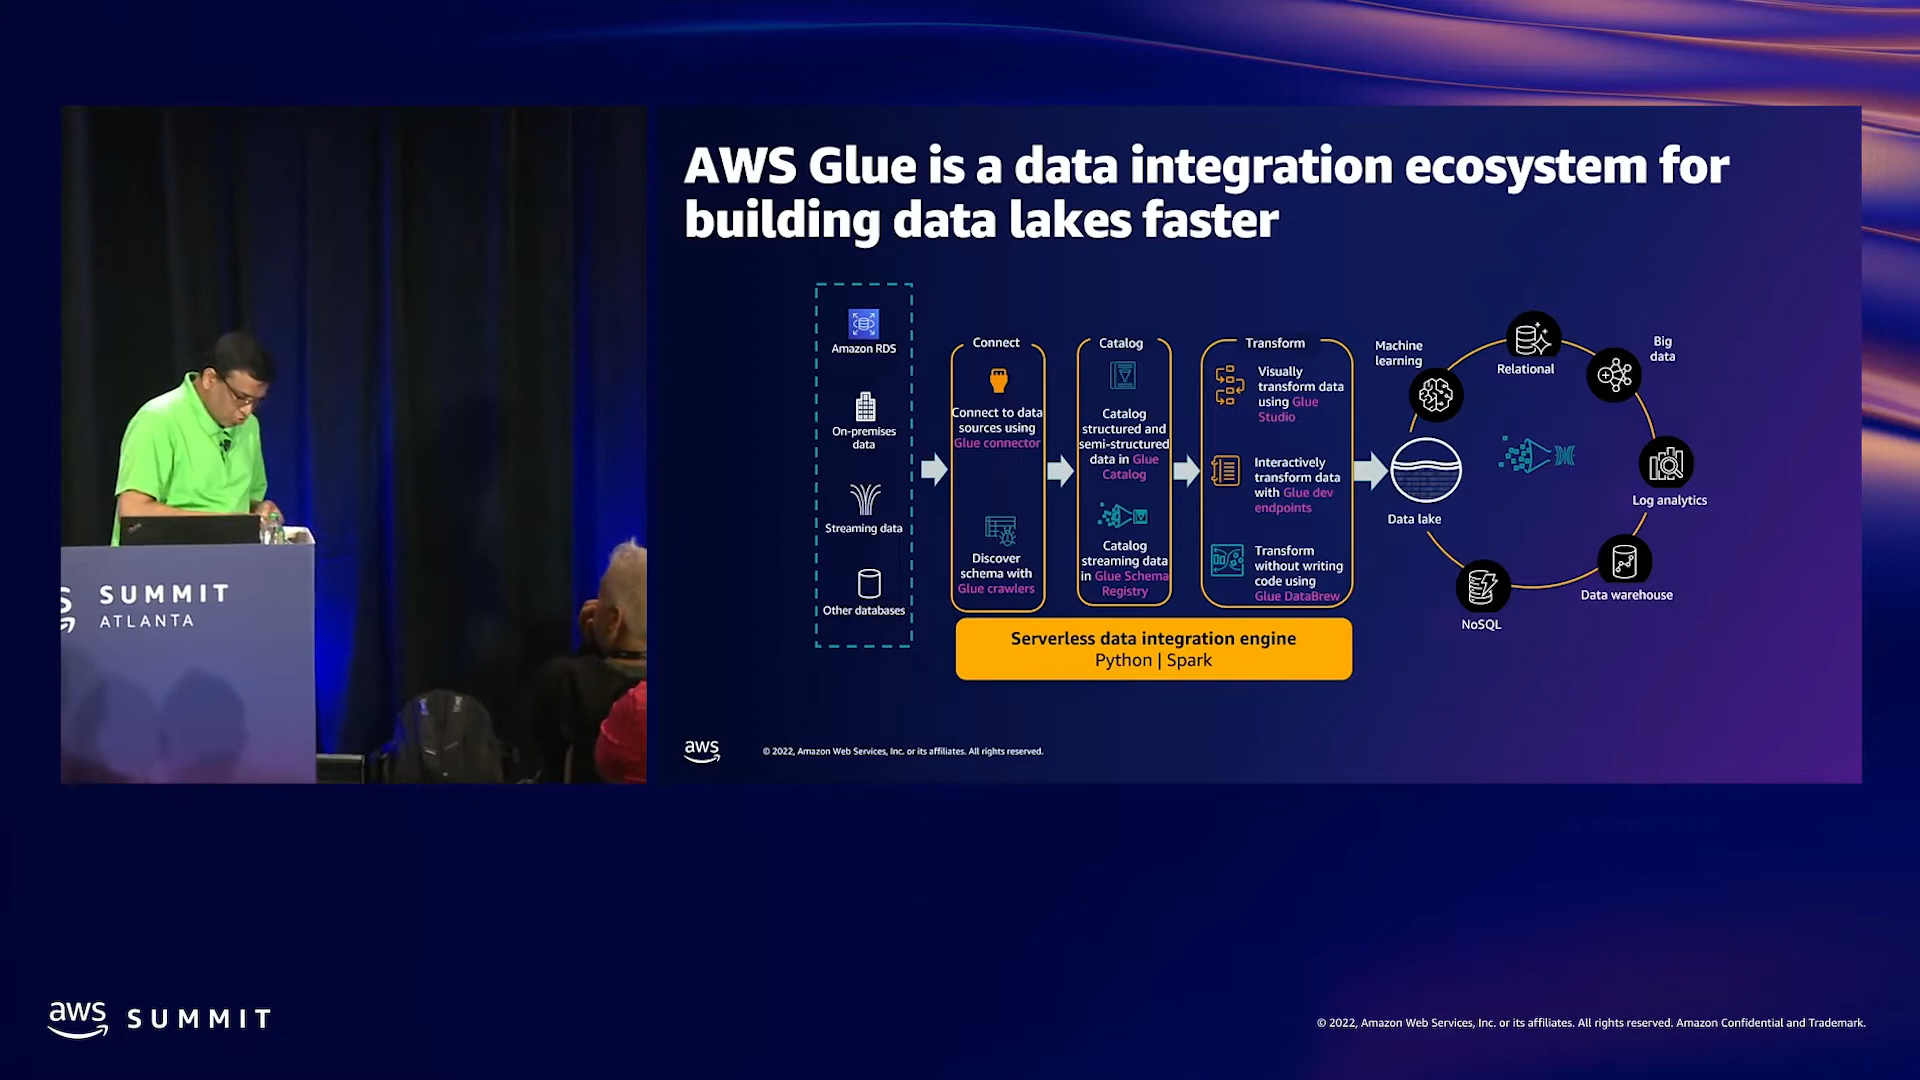 AWS Glue is a data integration ecosystem for
building data lakes faster
Amazon RDS
On-premises
data
Streaming data
Other databases
Connect
Connect to data
sources using
Glue connector
Discover
schema with
Glue crawlers
Catalog
Catalog
structured and
semi-structured
data in Glue
Catalog
Catalog
streaming data
in Glue Schema
Registry
Transform
Visually
transform data
using Glue
Studio
Interactively
transform data
with Glue dev
endpoints
Transform
without writing
code using
Glue DataBrew
Serverless data integration engine
Python | Spark
Machine
learning
Relational
Big
data
Log analytics
Data warehouse
NoSQL
Data lake
aws
© 2022, Amazon Web Services, Inc. or its affiliates. All rights reserved.
S SUMMIT
ATLANTA
aws SUMMIT
© 2022, Amazon Web Services, Inc. or its affiliates. All rights reserved. Amazon Confidential and Trademark.